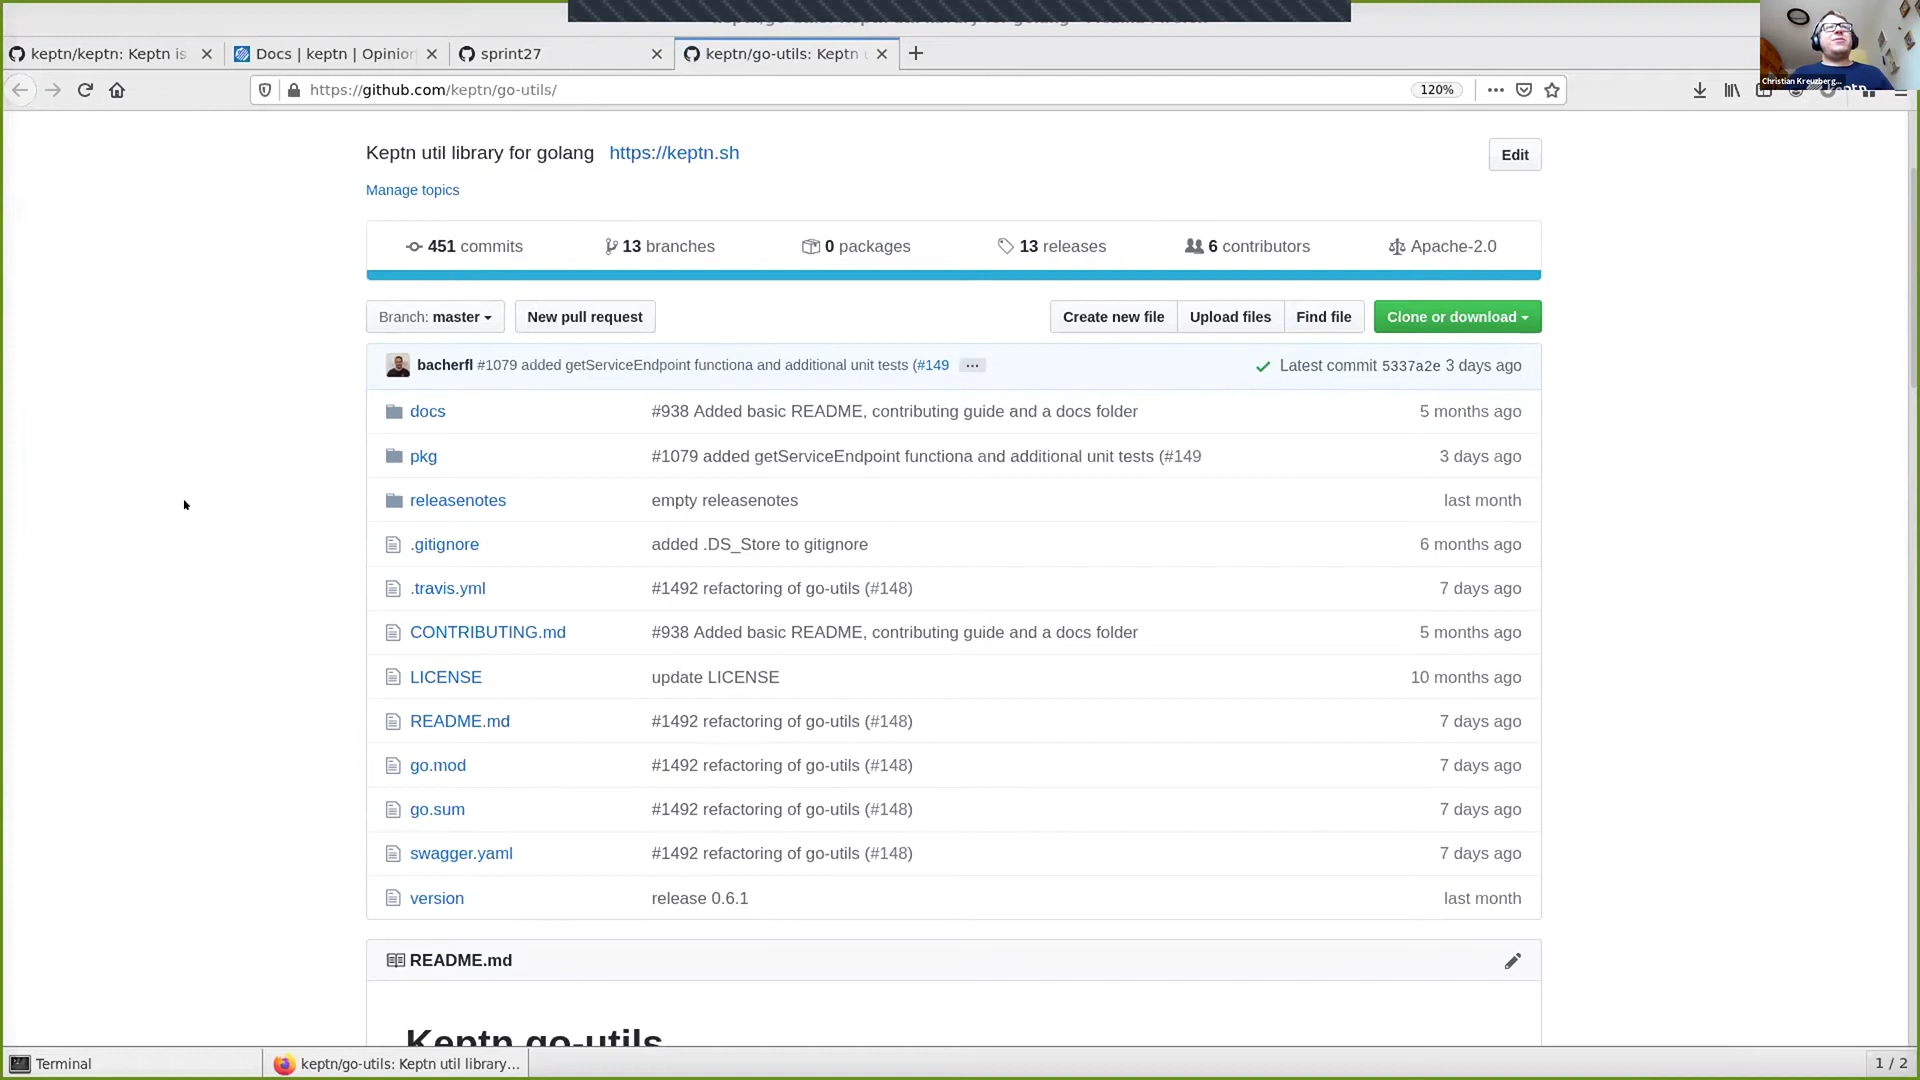 keptn/keptn: Keptn is
Docs | keptn | Opinio
sprint27
keptn/go-utils: Keptn
https://github.com/keptn/go-utils/
120%
Christian Kreuzberg...
keptn
Keptn util library for golang https://keptn.sh
Edit
Manage topics
451 commits
13 branches
0 packages
13 releases
6 contributors
Apache-2.0
Branch: master
New pull request
Create new file
Upload files
Find file
Clone or download
bacherfl #1079 added getServiceEndpoint functiona and additional unit tests (#149 ...
Latest commit 5337a2e 3 days ago
docs #938 Added basic README, contributing guide and a docs folder 5 months ago
pkg #1079 added getServiceEndpoint functiona and additional unit tests (#149 3 days ago
releasenotes empty releasenotes last month
.gitignore added .DS_Store to gitignore 6 months ago
.travis.yml #1492 refactoring of go-utils (#148) 7 days ago
CONTRIBUTING.md #938 Added basic README, contributing guide and a docs folder 5 months ago
LICENSE update LICENSE 10 months ago
README.md #1492 refactoring of go-utils (#148) 7 days ago
go.mod #1492 refactoring of go-utils (#148) 7 days ago
go.sum #1492 refactoring of go-utils (#148) 7 days ago
swagger.yaml #1492 refactoring of go-utils (#148) 7 days ago
version release 0.6.1 last month
README.md
Keptn go-utils
Terminal
keptn/go-utils: Keptn util library...
1 / 2